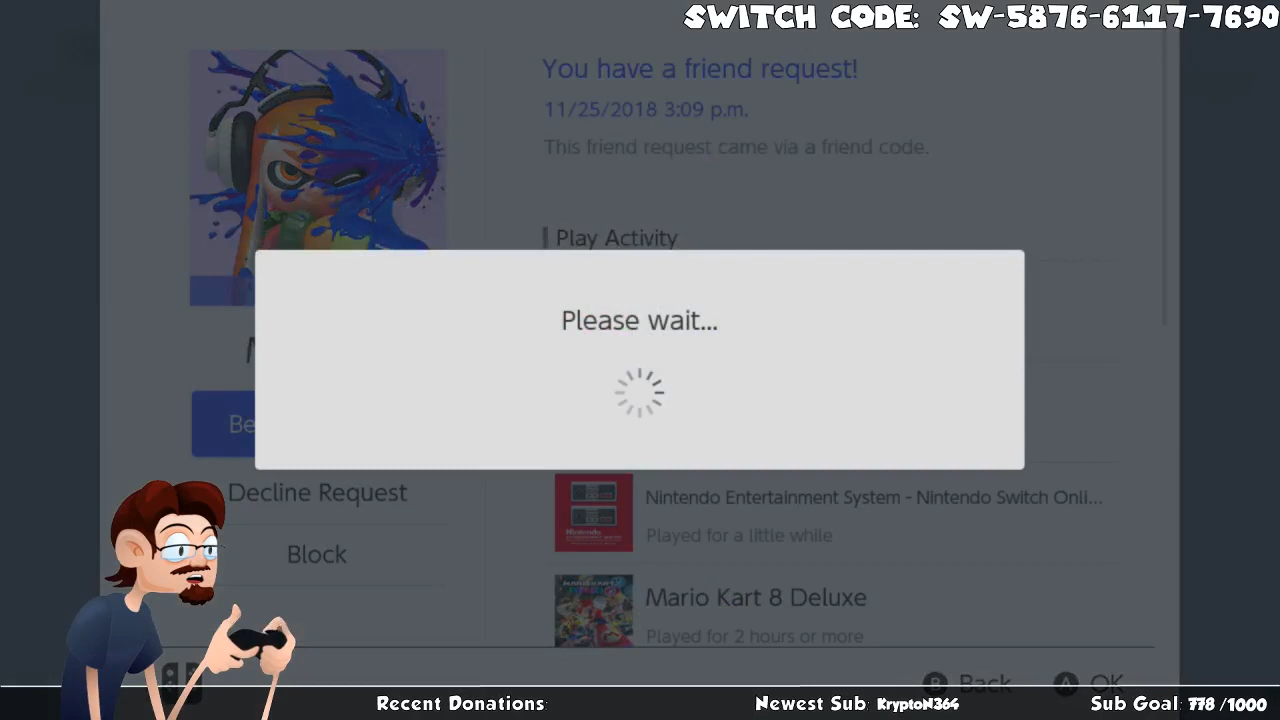 SWITCH CODE: SW-5876-6117-7690
You have a friend request!
11/25/2018 3:09 p.m.
This friend request came via a friend code.
Play Activity
Please wait...
Be
Decline Request
Block
Nintendo Entertainment System - Nintendo Switch Onli...
Played for a little while
Mario Kart 8 Deluxe
Played for 2 hours or more
B Back
A OK
Recent Donations:
Newest Sub: KryptoN364
Sub Goal: 778 /1000